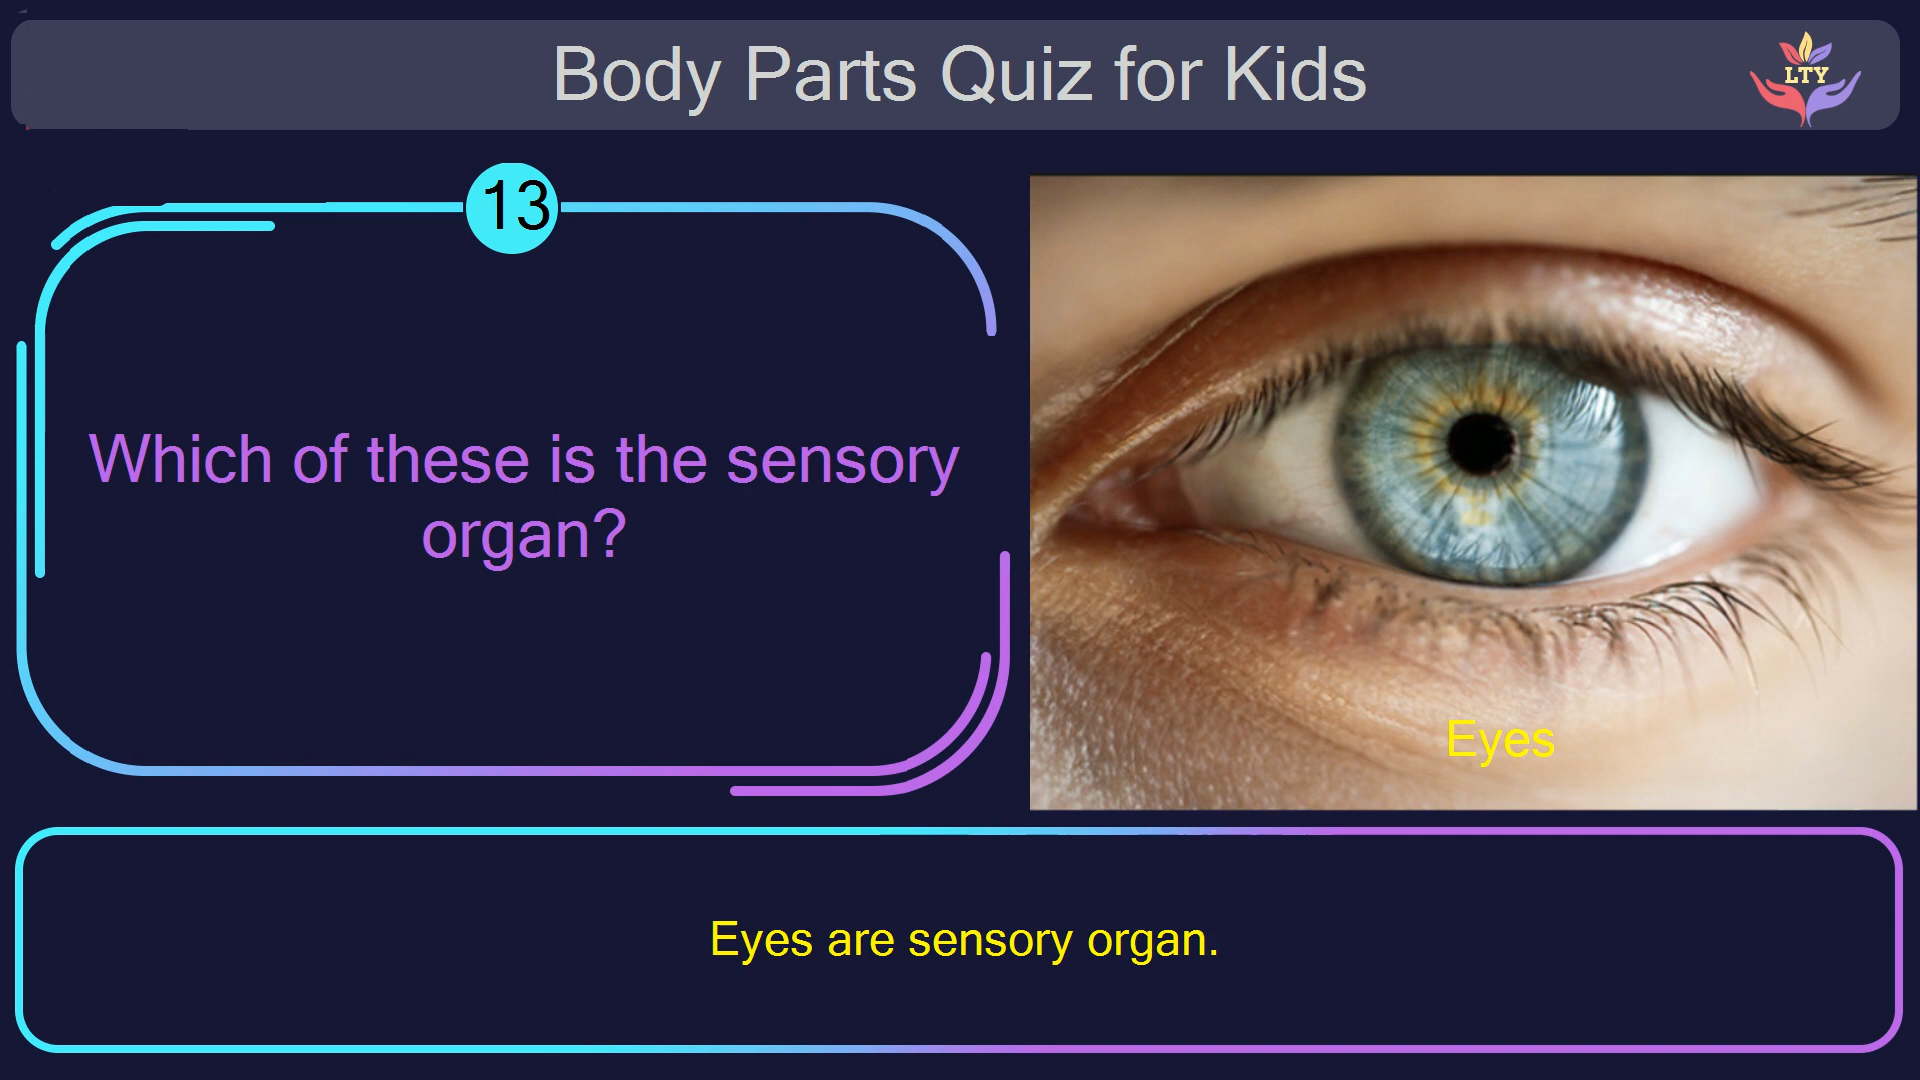 Body Parts Quiz for Kids
LTY
13
Which of these is the sensory
organ?
Eyes
Eyes are sensory organ.